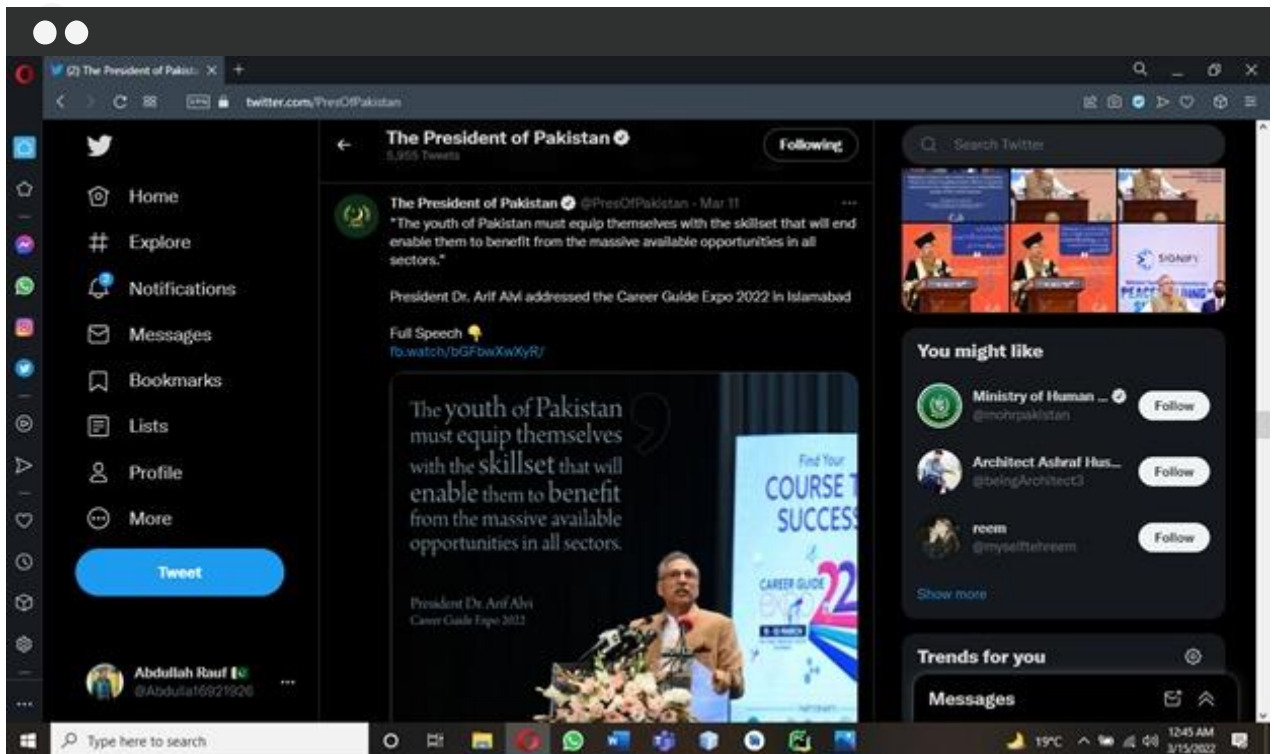 (2) The President of Pakist
twitter.com/PresOfPakistan
Home
Explore
Notifications
Messages
Bookmarks
Lists
Profile
More
Tweet
Abdullah Rauf
@Abdulla16921926
The President of Pakistan
5,955 Tweets
Following
The President of Pakistan @PresOfPakistan - Mar 11
"The youth of Pakistan must equip themselves with the skillset that will end
enable them to benefit from the massive available opportunities in all
sectors."
President Dr. Arif Alvi addressed the Career Guide Expo 2022 in Islamabad
Full Speech
fb.watch/bGFbwXwXyR/
The youth of Pakistan
must equip themselves
with the skillset that will
enable them to benefit
from the massive available
opportunities in all sectors.
President Dr. Arif Alvi
Career Guide Expo 2022
Find Your
COURSE T
SUCCESS
CAREER GUIDE
expo 22
Search Twitter
SIGNIFY
You might like
Ministry of Human ...
@mohrpakistan
Follow
Architect Ashraf Hus...
@beingArchitect3
Follow
reem
@myselftehreem
Follow
Show more
Trends for you
Messages
Type here to search
19°C
12:45 AM
3/15/2022